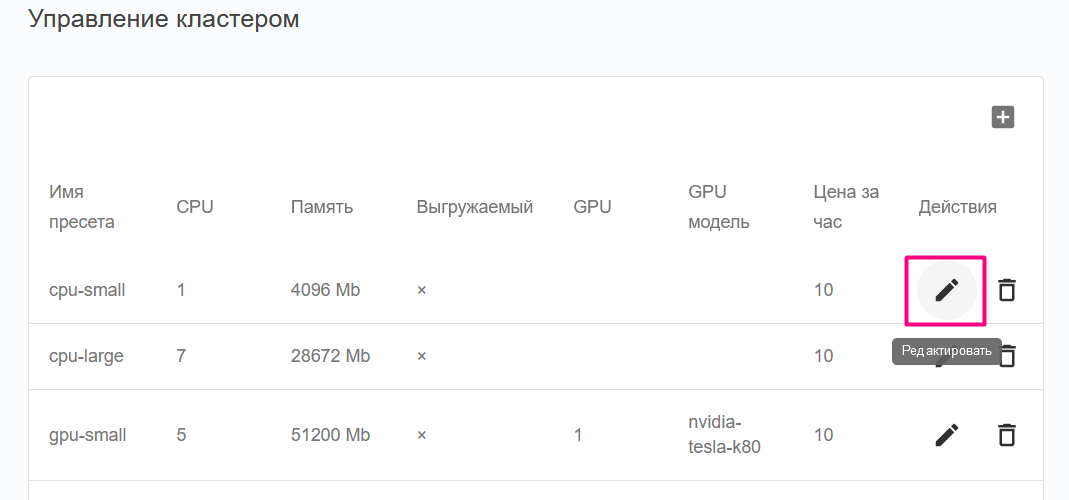 Управление кластером
Имя пресета CPU Память Выгружаемый GPU GPU модель Цена за час Действия
cpu-small 1 4096 Mb × 10
Редактировать
cpu-large 7 28672 Mb × 10
gpu-small 5 51200 Mb × 1 nvidia-tesla-k80 10